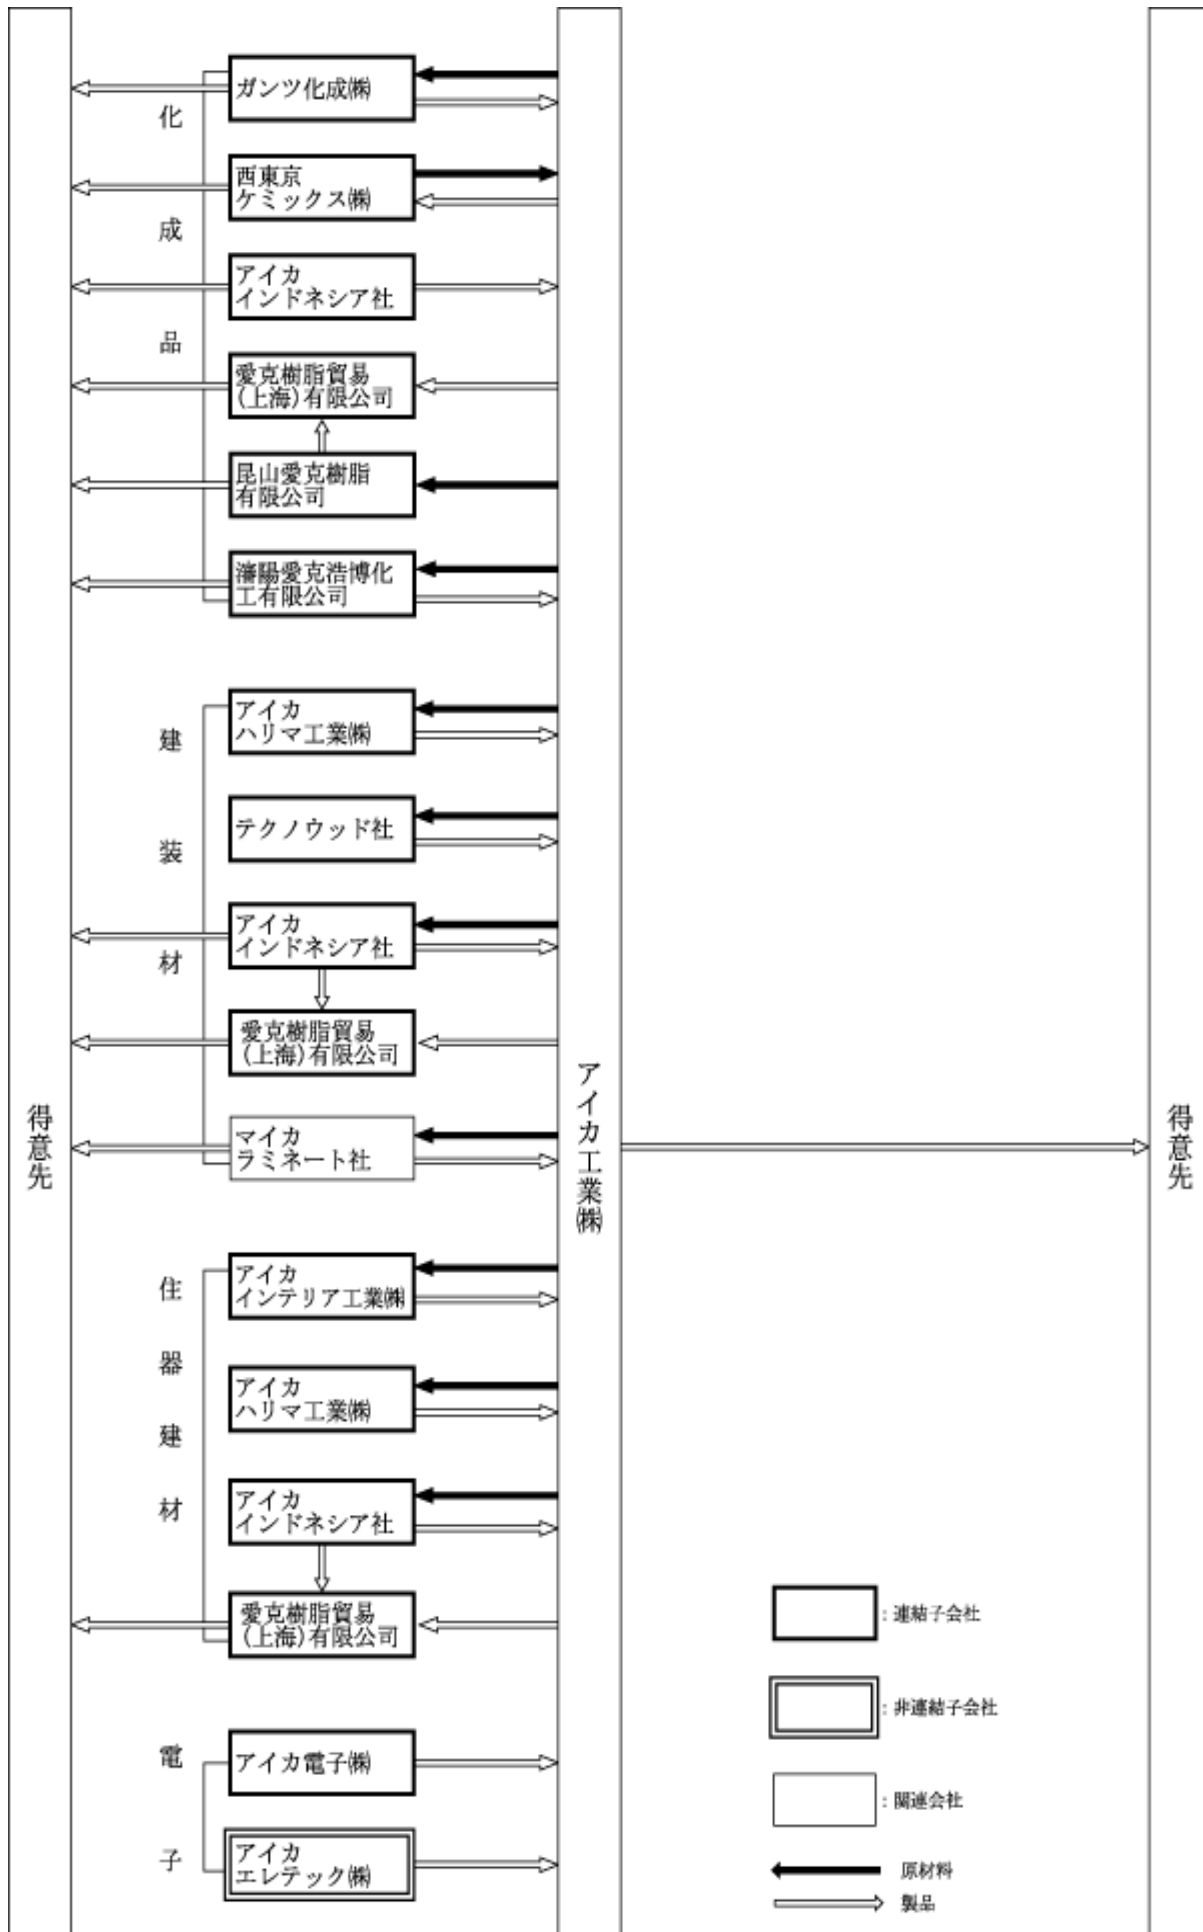 得意先
化成品
ガンツ化成㈱
西東京
ケミックス㈱
アイカ
インドネシア社
愛克樹脂貿易
(上海)有限公司
昆山愛克樹脂
有限公司
瀋陽愛克浩博化
工有限公司
建装材
アイカ
ハリマ工業㈱
テクノウッド社
アイカ
インドネシア社
愛克樹脂貿易
(上海)有限公司
マイカ
ラミネート社
住器建材
アイカ
インテリア工業㈱
アイカ
ハリマ工業㈱
アイカ
インドネシア社
愛克樹脂貿易
(上海)有限公司
電子
アイカ電子㈱
アイカ
エレテック㈱
アイカ工業㈱
得意先
：連結子会社
：非連結子会社
：関連会社
原材料
製品